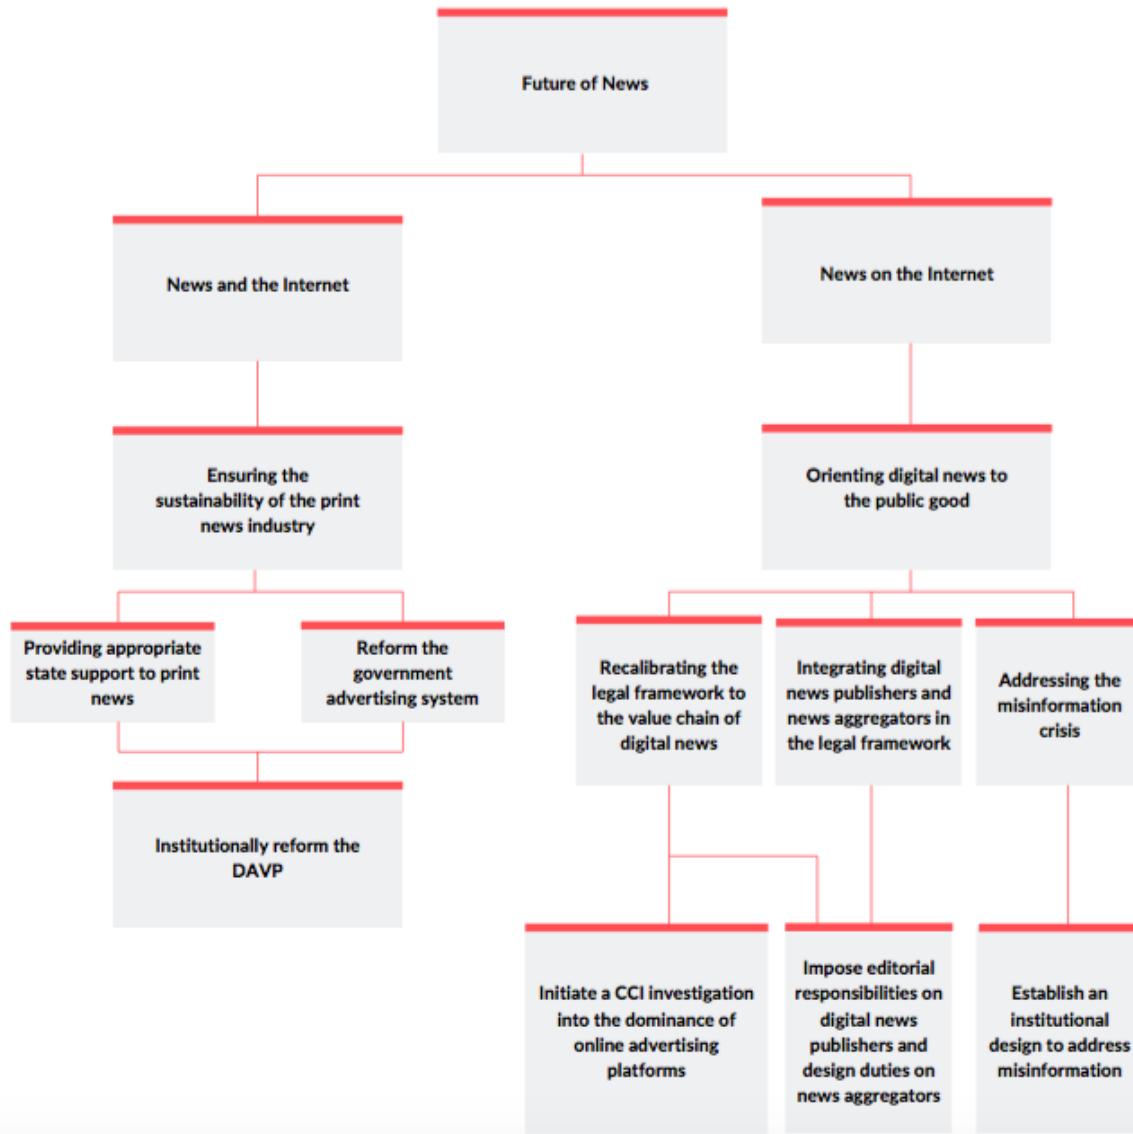 Future of News
News and the Internet
News on the Internet
Ensuring the
sustainability of the print
news industry
Orienting digital news to
the public good
Providing appropriate
state support to print
news
Reform the
government
advertising system
Recalibrating the
legal framework to
the value chain of
digital news
Integrating digital
news publishers and
news aggregators in
the legal framework
Addressing the
misinformation
crisis
Institutionally reform the
DAVP
Initiate a CCI investigation
into the dominance of
online advertising
platforms
Impose editorial
responsibilities on
digital news
publishers and
design duties on
news aggregators
Establish an
institutional
design to address
misinformation